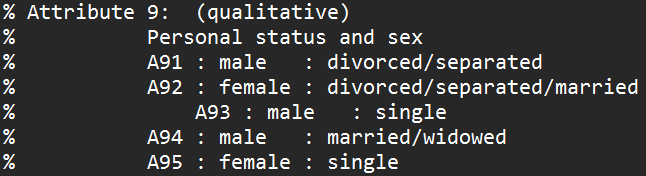 % Attribute 9:  (qualitative)
%          Personal status and sex
%          A91 : male   : divorced/separated
%          A92 : female : divorced/separated/married
%              A93 : male   : single
%          A94 : male   : married/widowed
%          A95 : female : single